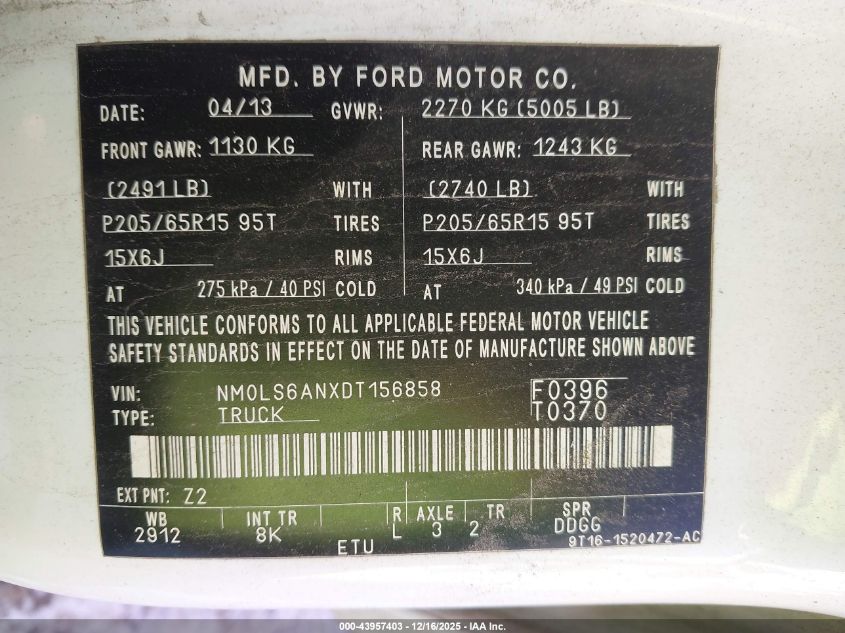 MFD. BY FORD MOTOR CO.
DATE: 04/13 GVWR: 2270 KG (5005 LB)
FRONT GAWR: 1130 KG REAR GAWR: 1243 KG
(2491 LB) WITH (2740 LB) WITH
P205/65R15 95T TIRES P205/65R15 95T TIRES
15X6J RIMS 15X6J RIMS
AT 275 kPa / 40 PSI COLD AT 340 kPa / 49 PSI COLD
THIS VEHICLE CONFORMS TO ALL APPLICABLE FEDERAL MOTOR VEHICLE
SAFETY STANDARDS IN EFFECT ON THE DATE OF MANUFACTURE SHOWN ABOVE
VIN: NM0LS6ANXDT156858 F0396
TYPE: TRUCK T0370
EXT PNT: Z2
WB INT TR R AXLE TR SPR
2912 8K L 3 2 DDGG
ETU 9T16-1520472-AC
000-43957403 - 12/16/2025 - IAA Inc.